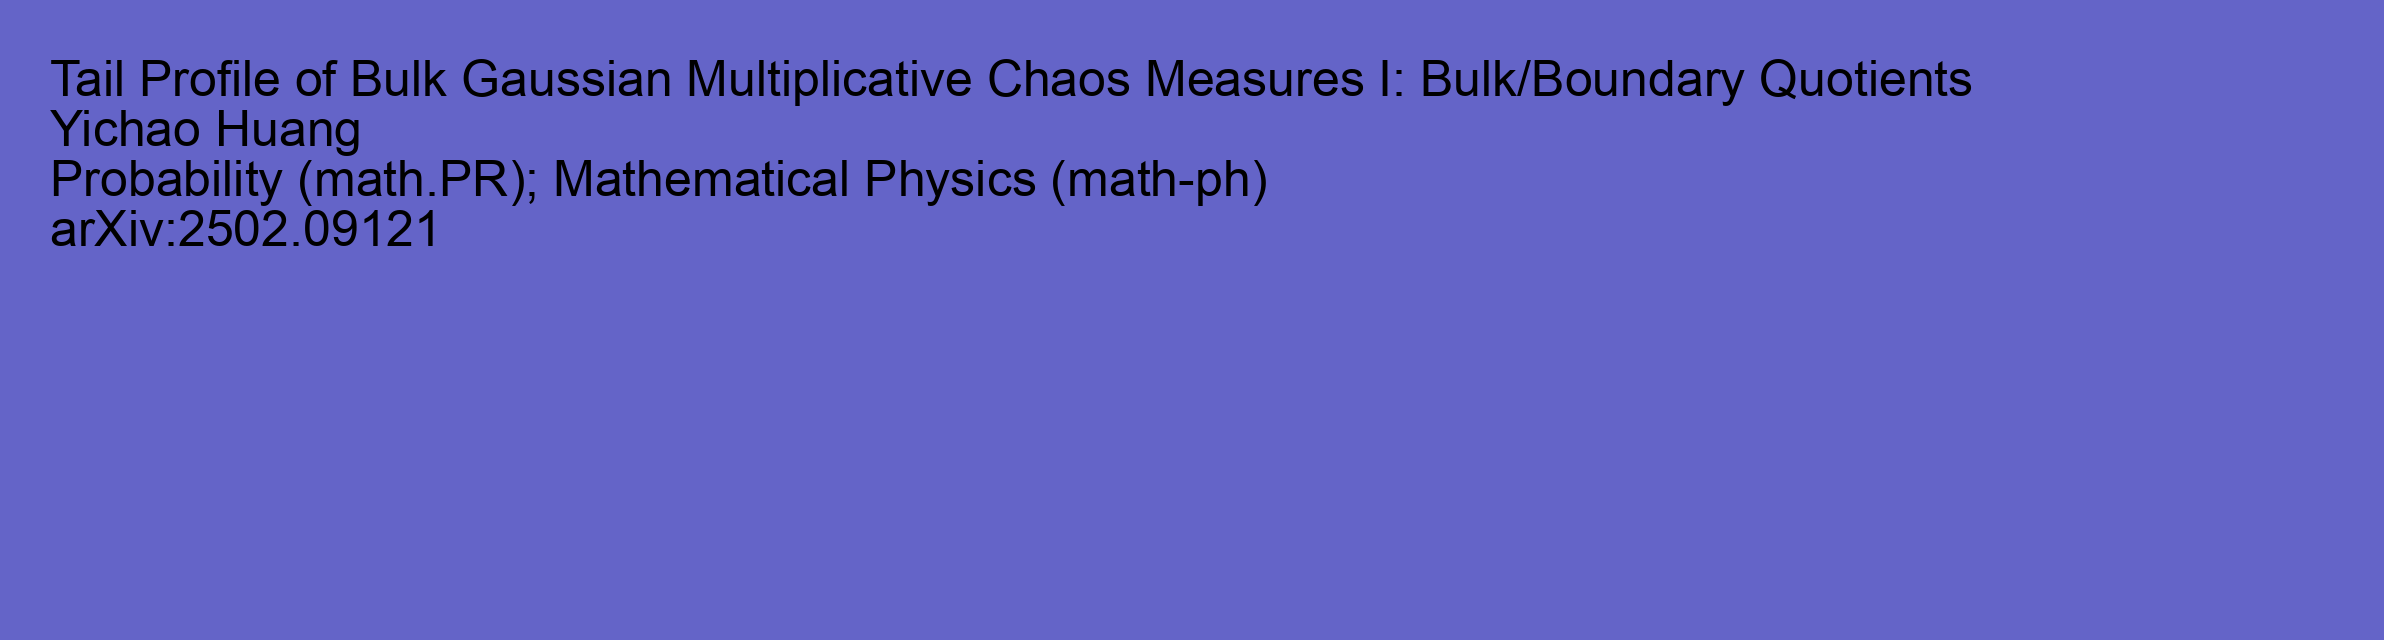 Tail Profile of Bulk Gaussian Multiplicative Chaos Measures I: Bulk/Boundary Quotients
Yichao Huang
Probability (math.PR); Mathematical Physics (math-ph)
arXiv:2502.09121